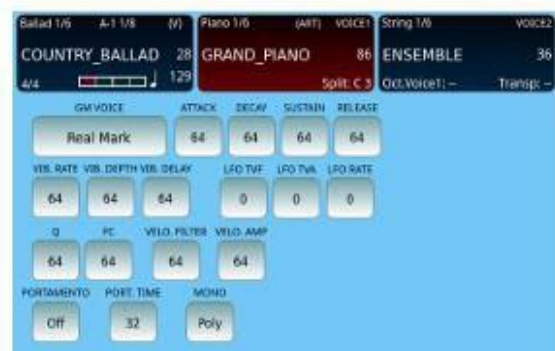 Ballad 1/6 A-1 1/8 (V) Piano 1/6 (ART) VOICE1 String 1/6 VOICE2
COUNTRY_BALLAD 28 GRAND_PIANO 86 ENSEMBLE 36
4/4 129 Split: C 3 Oct.Voice1: -- Transp: --
GM VOICE ATTACK DECAY SUSTAIN RELEASE
Real Mark 64 64 64 64
VIB. RATE VIB. DEPTH VIB. DELAY LFO TVF LFO TVA LFO RATE
64 64 64 0 0 0
Q FC VELO. FILTER VELO. AMP
64 64 64 64
PORTAMENTO PORT. TIME MONO
Off 32 Poly